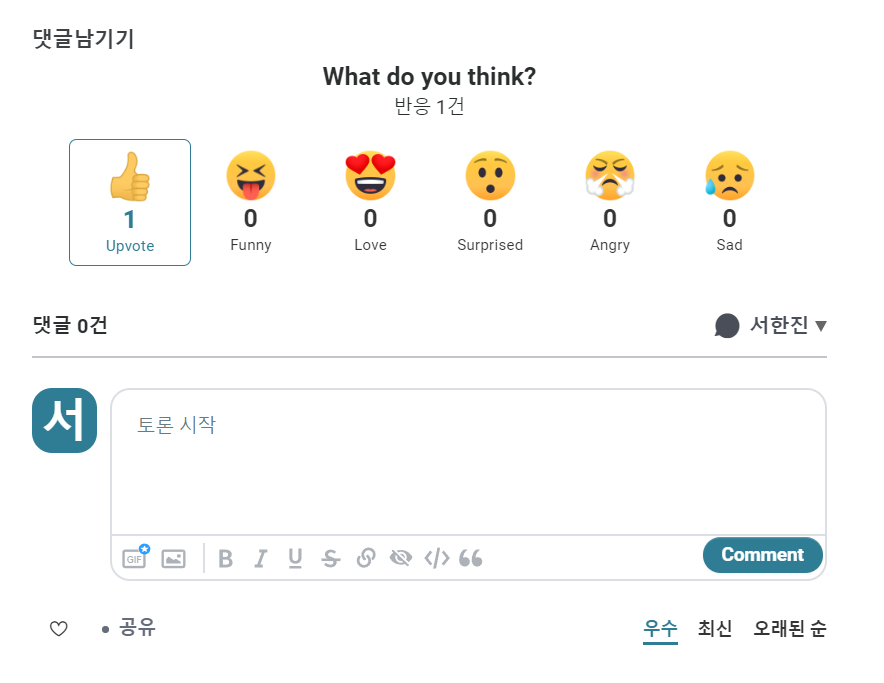 댓글남기기
What do you think?
반응 1건
1 0 0 0 0 0
Upvote Funny Love Surprised Angry Sad
댓글 0건 서한진 ▼
서
토론 시작
GIF B I U S </> Comment
• 공유 우수 최신 오래된 순